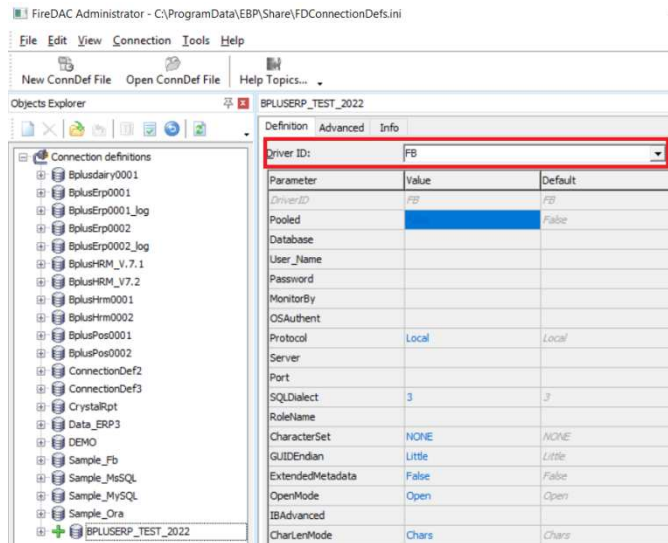 FireDAC Administrator - C:\ProgramData\EBP\Share\FDConnectionDefs.ini
File Edit View Connection Tools Help
New ConnDef File Open ConnDef File Help Topics...
Objects Explorer
BPLUSERP_TEST_2022
Definition Advanced Info
Driver ID: FB
Parameter Value Default
DriverID FB FB
Pooled False
Database
User_Name
Password
MonitorBy
OSAuthent
Protocol Local Local
Server
Port
SQLDialect 3 3
RoleName
CharacterSet NONE NONE
GUIDEndian Little Little
ExtendedMetadata False False
OpenMode Open Open
IBAdvanced
CharLenMode Chars Chars
Connection definitions
Bplusdairy0001
BplusErp0001
BplusErp0001_log
BplusErp0002
BplusErp0002_log
BplusHRM_V.7.1
BplusHRM_V7.2
BplusHrm0001
BplusHrm0002
BplusPos0001
BplusPos0002
ConnectionDef2
ConnectionDef3
CrystalRpt
Data_ERP3
DEMO
Sample_Fb
Sample_MsSQL
Sample_MySQL
Sample_Ora
BPLUSERP_TEST_2022